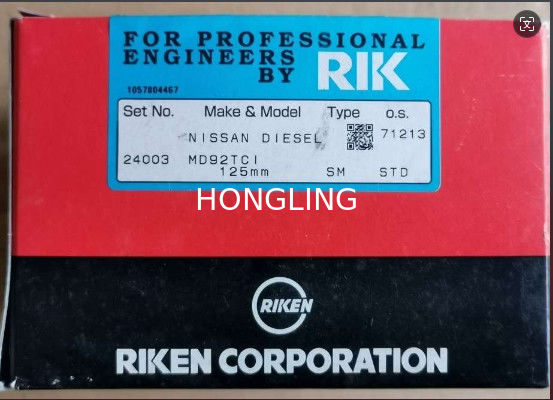 FOR PROFESSIONAL
ENGINEERS
BY RIK
1057804467
Set No. Make & Model Type o.s.
NISSAN DIESEL 71213
24003 MD92TCI
125mm SM STD
HONGLING
RIKEN
RIKEN CORPORATION